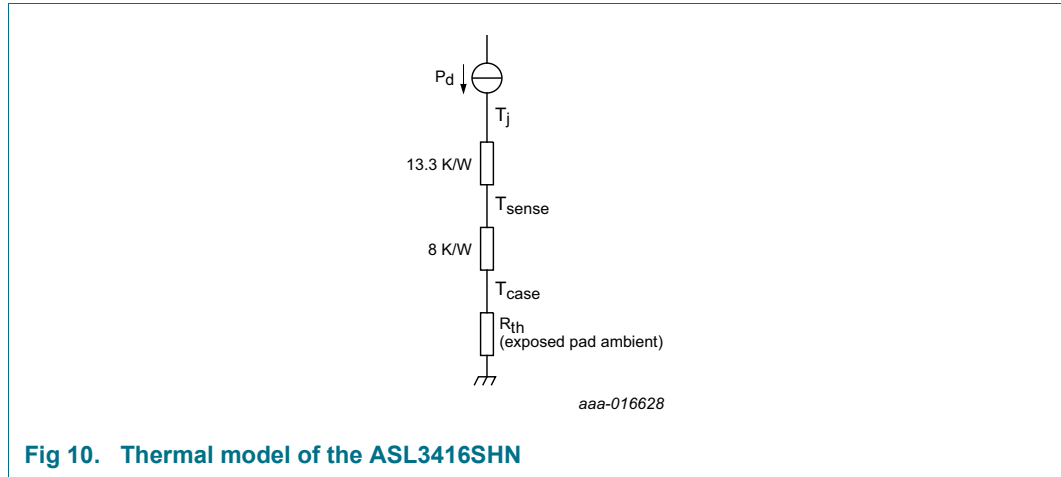 Pd
Tj
13.3 K/W
Tsense
8 K/W
Tcase
Rth
(exposed pad ambient)
aaa-016628
Fig 10. Thermal model of the ASL3416SHN